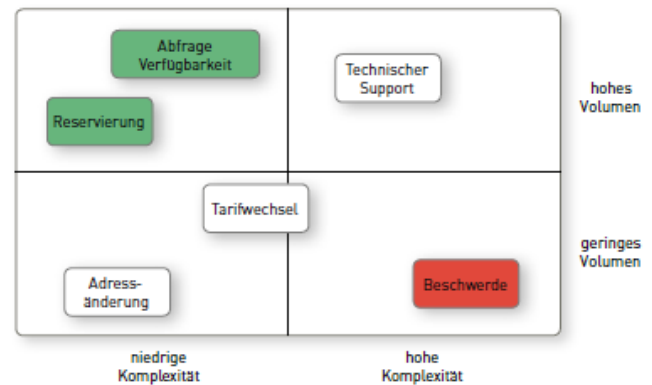 Abfrage
Verfügbarkeit
Technischer
Support
hohes
Volumen
Reservierung
Tarifwechsel
geringes
Volumen
Adress-
änderung
Beschwerde
niedrige
Komplexität
hohe
Komplexität